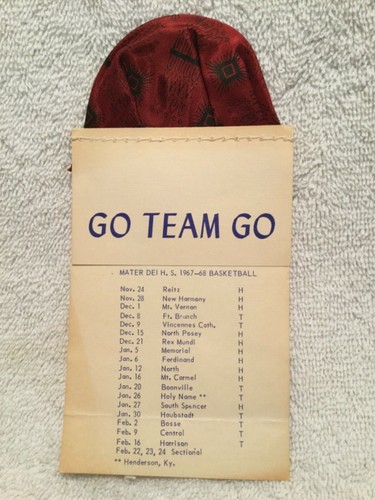 GO TEAM GO
MATER DEI H. S. 1967-68 BASKETBALL
Nov. 24 Reitz H
Nov. 28 New Harmony H
Dec. 1 Mt. Vernon H
Dec. 8 Ft. Branch T
Dec. 9 Vincennes Cath. T
Dec. 15 North Posey H
Dec. 21 Rex Mundi H
Jan. 5 Memorial H
Jan. 6 Ferdinand H
Jan. 12 North H
Jan. 16 Mt. Carmel H
Jan. 20 Boonville T
Jan. 26 Holy Name ** T
Jan. 27 South Spencer H
Jan. 30 Haubstadt T
Feb. 2 Bosse T
Feb. 9 Central T
Feb. 16 Harrison T
Feb. 22, 23, 24 Sectional
** Henderson, Ky.